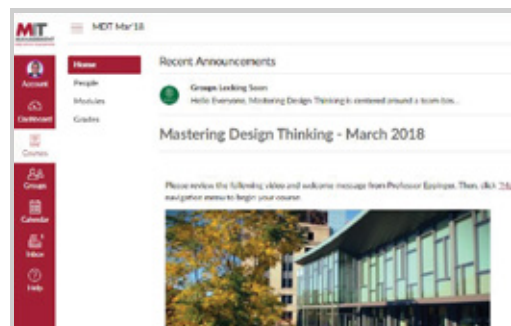 MIT
MANAGEMENT
MDT Mar'18
Account
Dashboard
Courses
Groups
Calendar
Inbox
Help
Home
People
Modules
Grades
Recent Announcements
Groups Locking Soon
Hello Everyone, Mastering Design Thinking is centered around a team-bas...
Mastering Design Thinking - March 2018
Please review the following video and welcome message from Professor Eppinger. Then, click
navigation menu to begin your course.